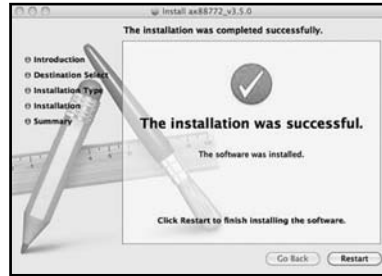 Install ax88772_v3.5.0
The installation was completed successfully.
Introduction
Destination Select
Installation Type
Installation
Summary
The installation was successful.
The software was installed.
Click Restart to finish installing the software.
Go Back
Restart